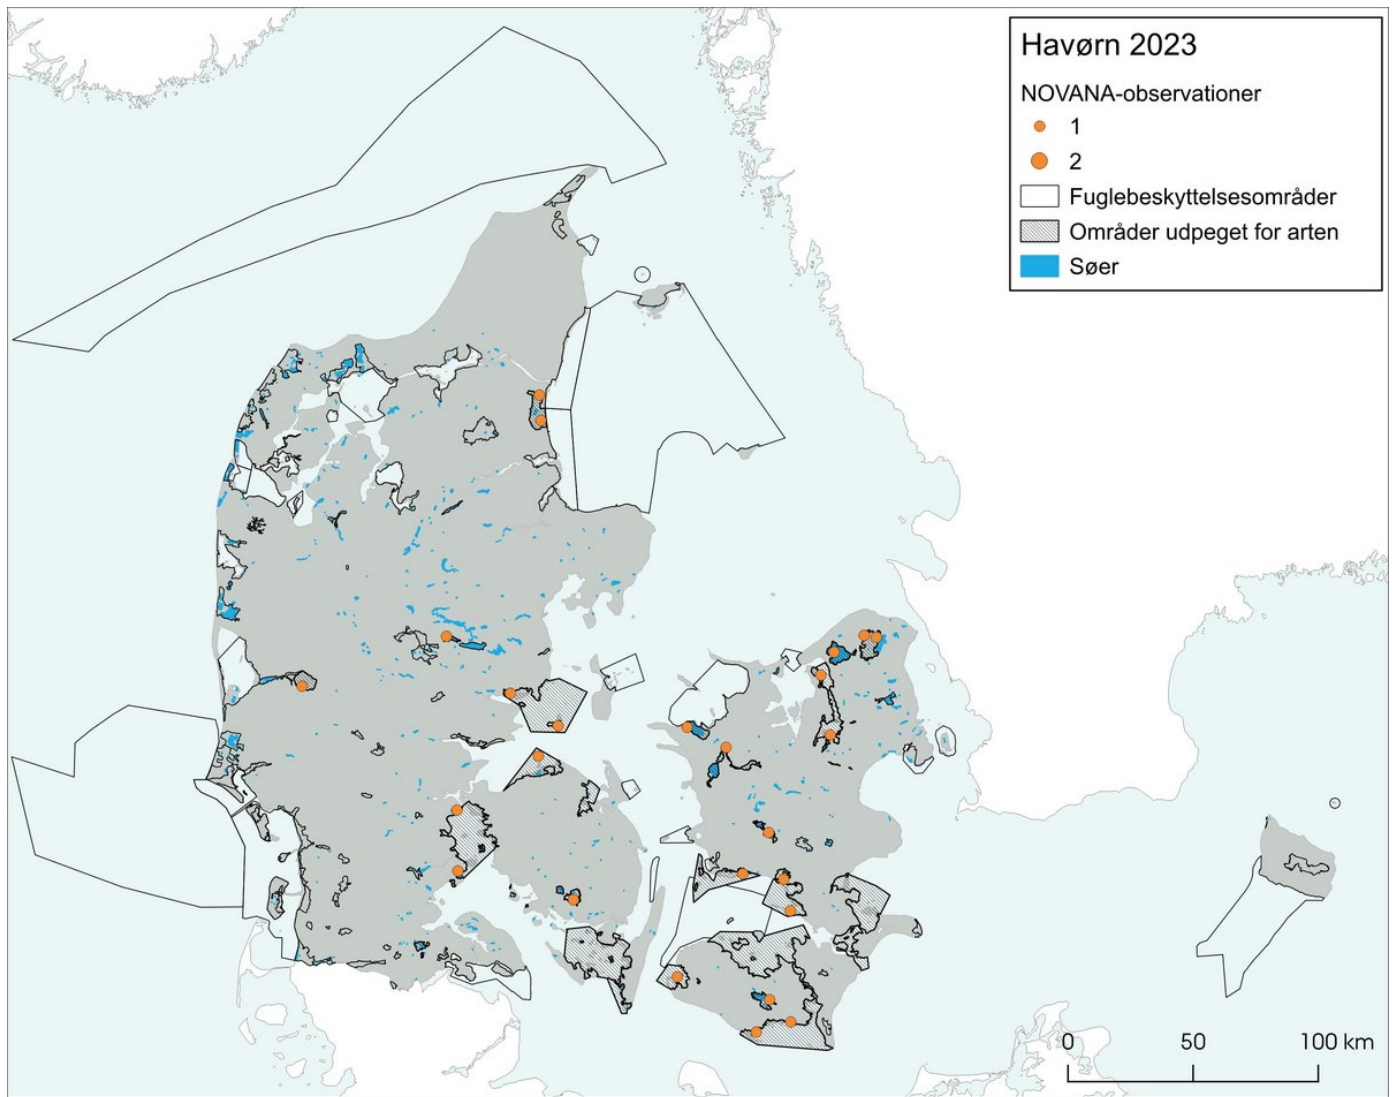 Havørn 2023
NOVANA-observationer
1
2
Fuglebeskyttelsesområder
Områder udpeget for arten
Søer
0 50 100 km